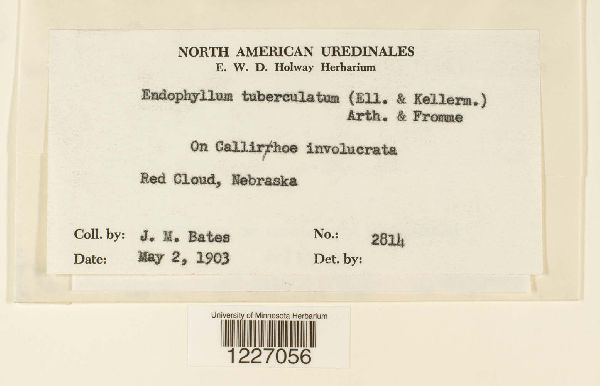 NORTH AMERICAN UREDINALES
E. W. D. Holway Herbarium
Endophyllum tuberculatum (Ell. & Kellerm.)
Arth. & Fromme
On Callirrhoe involucrata
Red Cloud, Nebraska
Coll. by: J. M. Bates No.: 2814
Date: May 2, 1903 Det. by:
University of Minnesota Herbarium
1227056